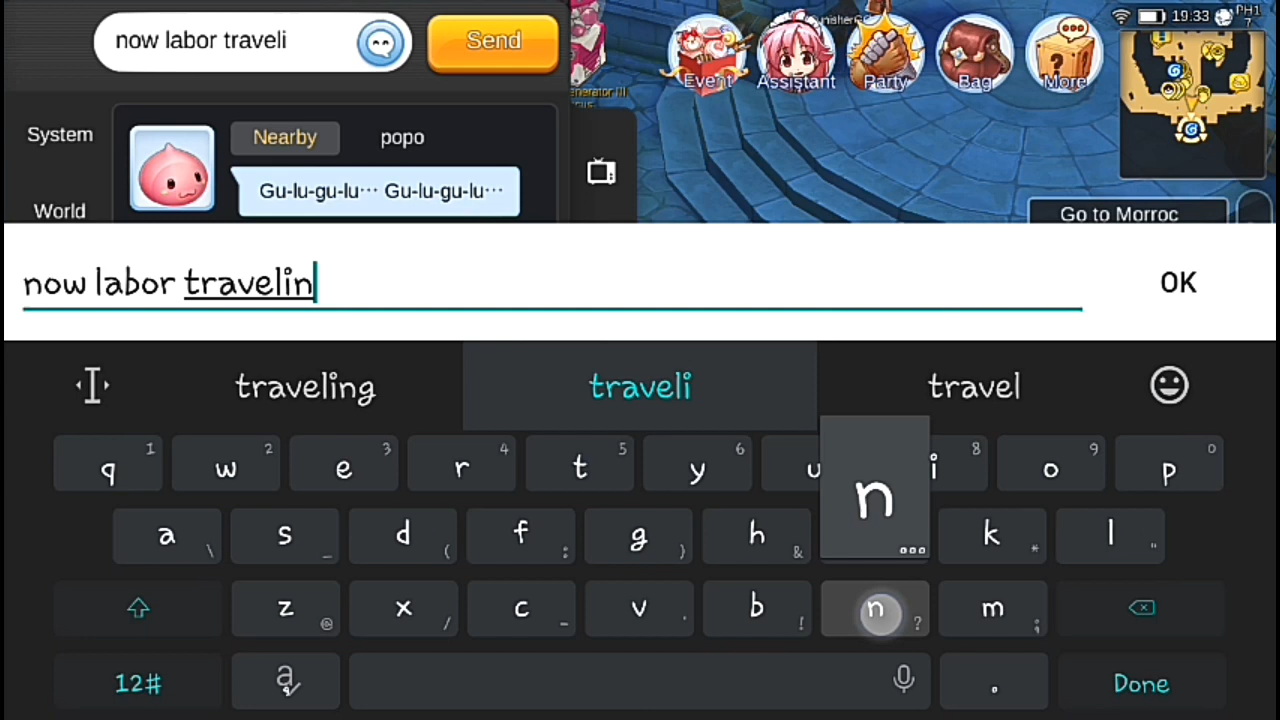 now labor traveli
Send
Event
Assistant
Party
Bag
More
19:33
PH1
7
System
Nearby
popo
Gu-lu-gu-lu··· Gu-lu-gu-lu···
World
Go to Morroc
now labor travelin
OK
traveling
traveli
travel
q 1 w 2 e 3 r 4 t 5 y 6 u i 8 o 9 p 0
a \ s _ d ( f : g ) h & k * l "
n
z @ x / c - v ' b ! n ? m ;
12# a . Done